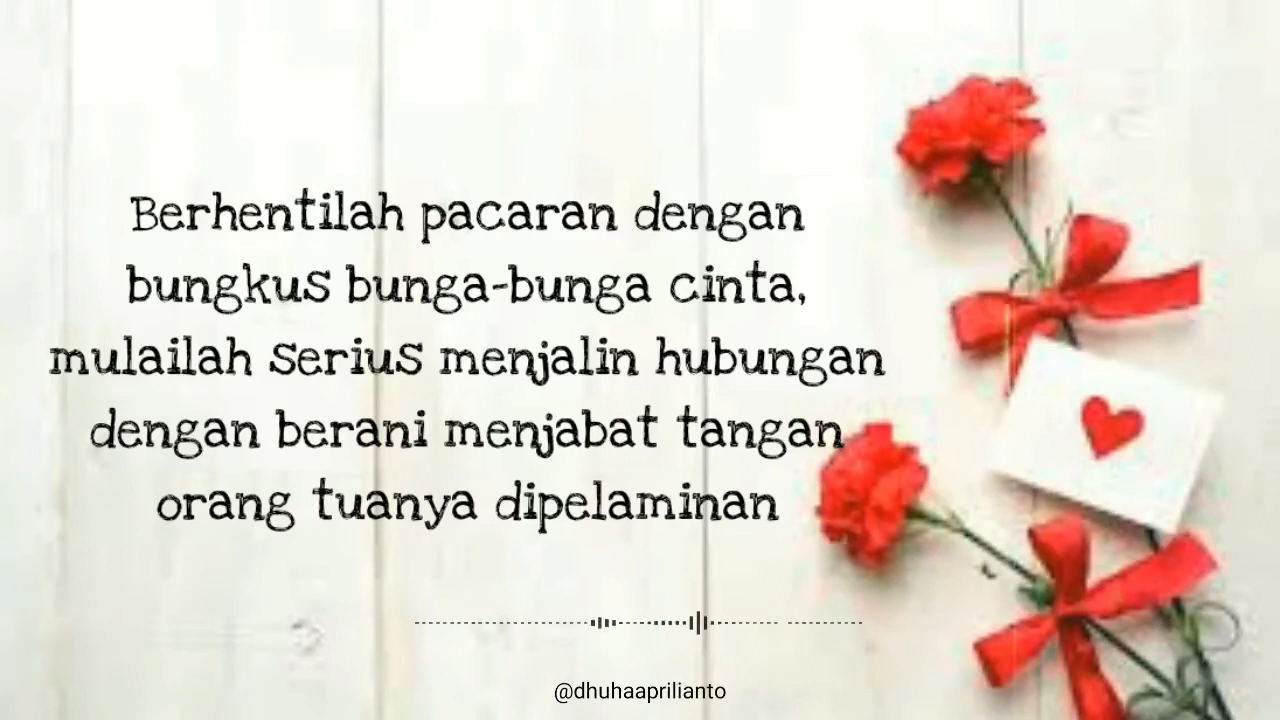 Berhentilah pacaran dengan
bungkus bunga-bunga cinta,
mulailah serius menjalin hubungan
dengan berani menjabat tangan
orang tuanya dipelaminan
@dhuhaaprilianto